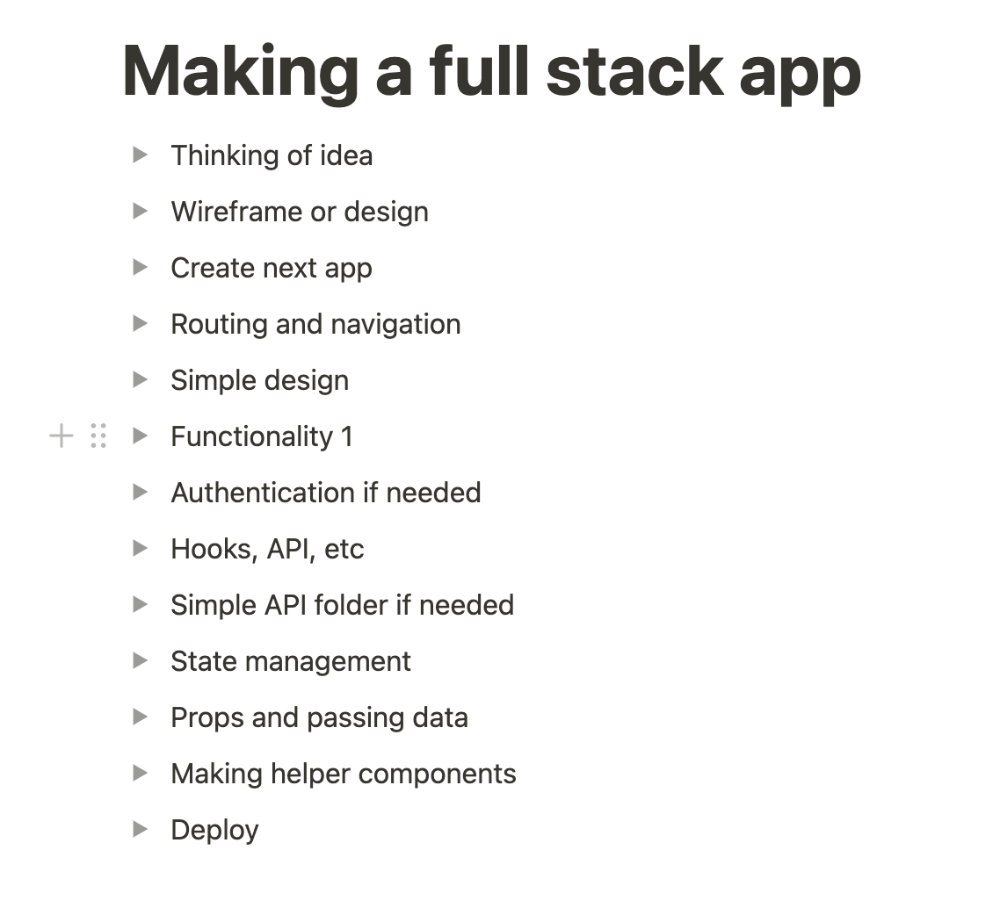 Making a full stack app
Thinking of idea
Wireframe or design
Create next app
Routing and navigation
Simple design
Functionality 1
Authentication if needed
Hooks, API, etc
Simple API folder if needed
State management
Props and passing data
Making helper components
Deploy